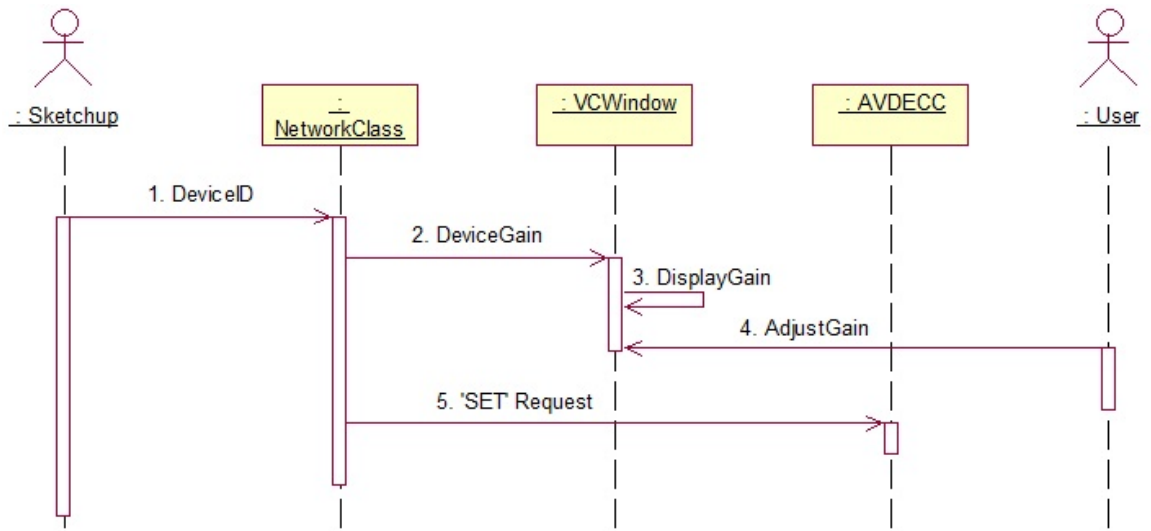 : Sketchup
:
NetworkClass
: VCWindow
: AVDECC
: User
1. DeviceID
2. DeviceGain
3. DisplayGain
4. AdjustGain
5. 'SET' Request